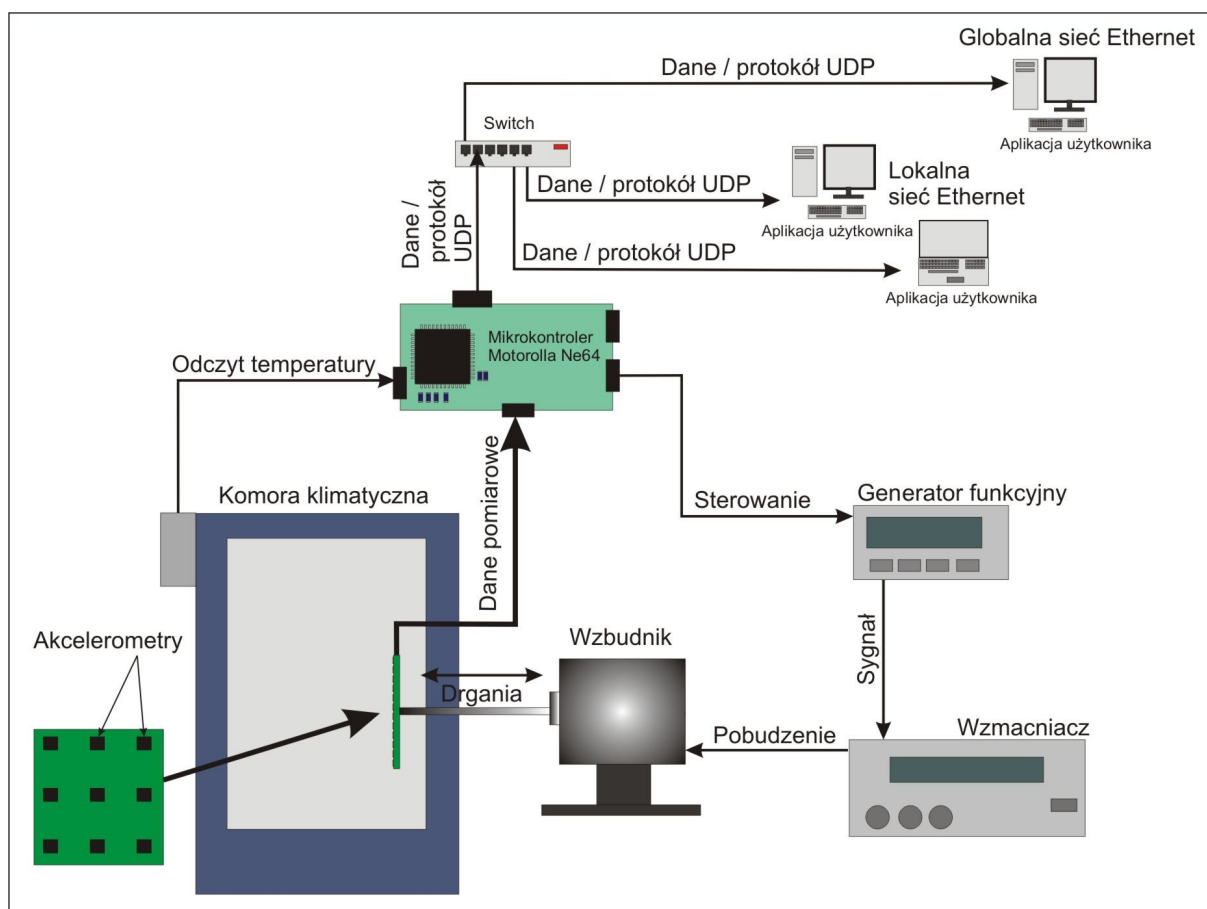 Globalna sieć Ethernet
Dane / protokół UDP
Switch
Aplikacja użytkownika
Dane / protokół UDP
Lokalna
sieć Ethernet
Dane /
protokół
UDP
Aplikacja użytkownika
Dane / protokół UDP
Aplikacja użytkownika
Mikrokontroler
Motorolla Ne64
Odczyt temperatury
Komora klimatyczna
Dane pomiarowe
Sterowanie
Generator funkcyjny
Akcelerometry
Wzbudnik
Drgania
Sygnał
Pobudzenie
Wzmacniacz